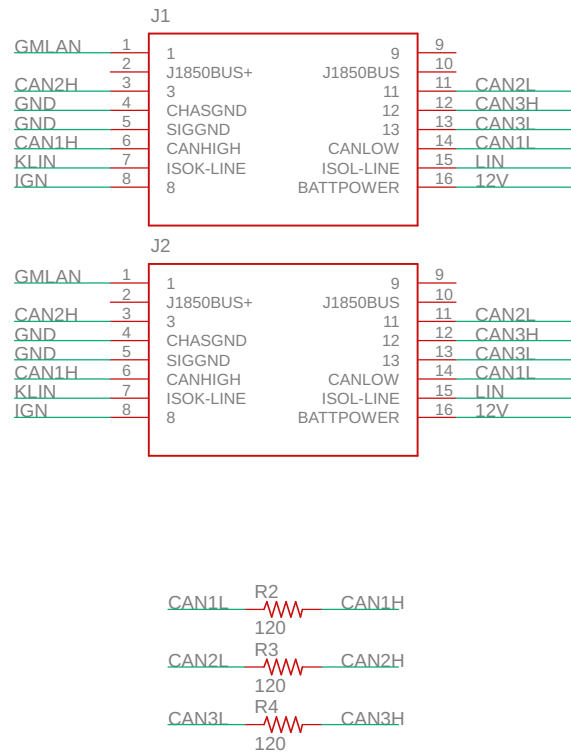 J1
GMLAN 1 1 9 9
2 J1850BUS+ J1850BUS 10
CAN2H 3 3 11 11 CAN2L
GND 4 CHASGND 12 12 CAN3H
GND 5 SIGGND 13 13 CAN3L
CAN1H 6 CANHIGH CANLOW 14 CAN1L
KLIN 7 ISOK-LINE ISOL-LINE 15 LIN
IGN 8 8 BATTPOWER 16 12V
J2
GMLAN 1 1 9 9
2 J1850BUS+ J1850BUS 10
CAN2H 3 3 11 11 CAN2L
GND 4 CHASGND 12 12 CAN3H
GND 5 SIGGND 13 13 CAN3L
CAN1H 6 CANHIGH CANLOW 14 CAN1L
KLIN 7 ISOK-LINE ISOL-LINE 15 LIN
IGN 8 8 BATTPOWER 16 12V
R2
CAN1L CAN1H
120
R3
CAN2L CAN2H
120
R4
CAN3L CAN3H
120